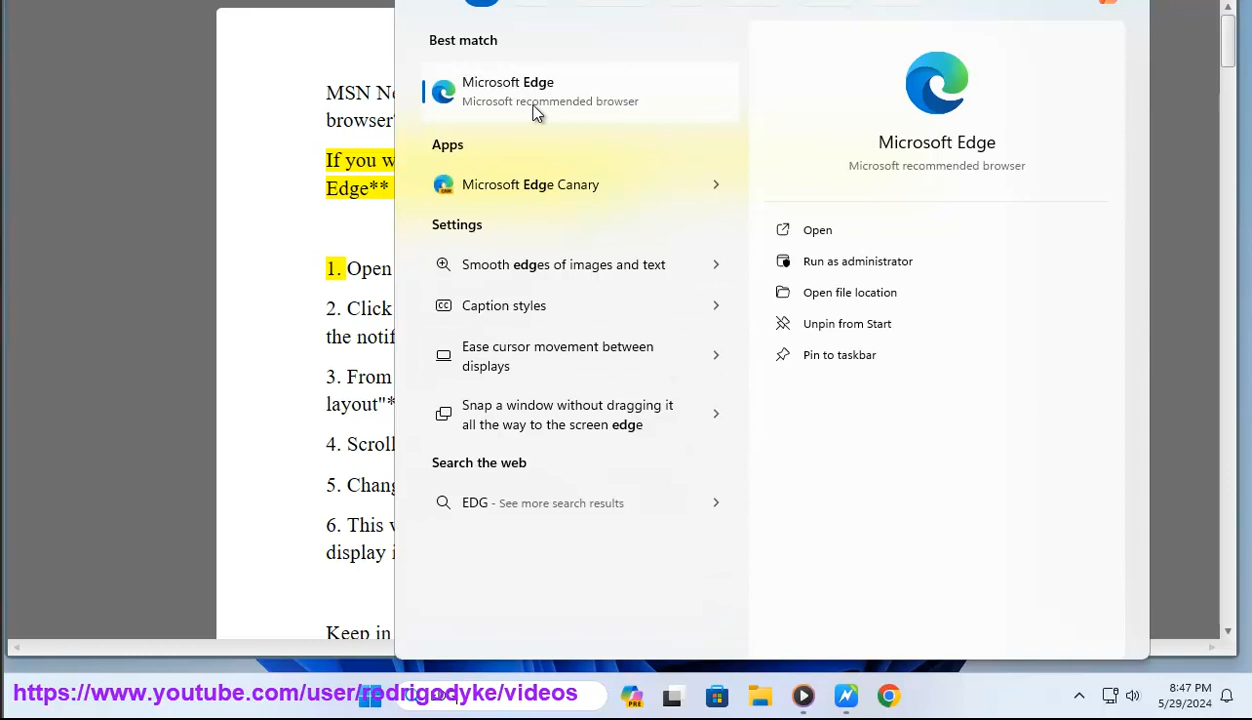 MSN Ne
browser
If you w
Edge**
1. Open
2. Click
the notif
3. From
layout"*
4. Scroll
5. Chang
6. This v
display i
Keep in
Best match
Microsoft Edge
Microsoft recommended browser
Apps
Microsoft Edge Canary
Settings
Smooth edges of images and text
Caption styles
Ease cursor movement between
displays
Snap a window without dragging it
all the way to the screen edge
Search the web
EDG - See more search results
Microsoft Edge
Microsoft recommended browser
Open
Run as administrator
Open file location
Unpin from Start
Pin to taskbar
https://www.youtube.com/user/redrigodyke/videos
PRE
8:47 PM
5/29/2024